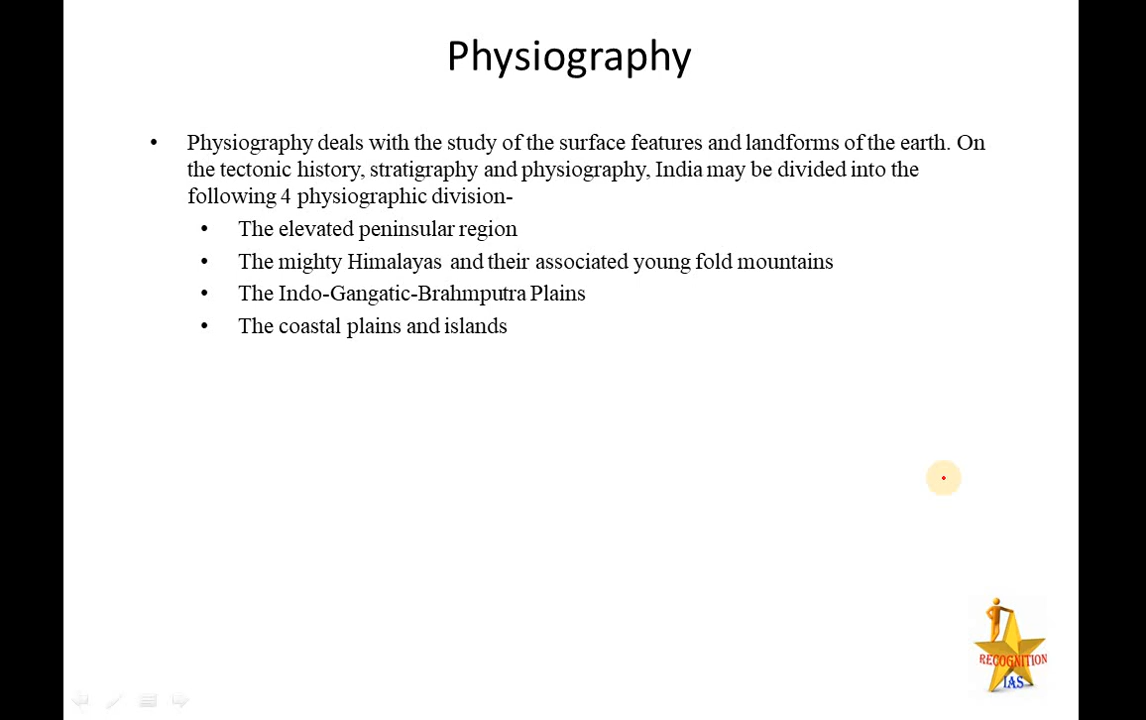 Physiography
• Physiography deals with the study of the surface features and landforms of the earth. On
the tectonic history, stratigraphy and physiography, India may be divided into the
following 4 physiographic division-
• The elevated peninsular region
• The mighty Himalayas and their associated young fold mountains
• The Indo-Gangatic-Brahmputra Plains
• The coastal plains and islands
RECOGNITION
IAS